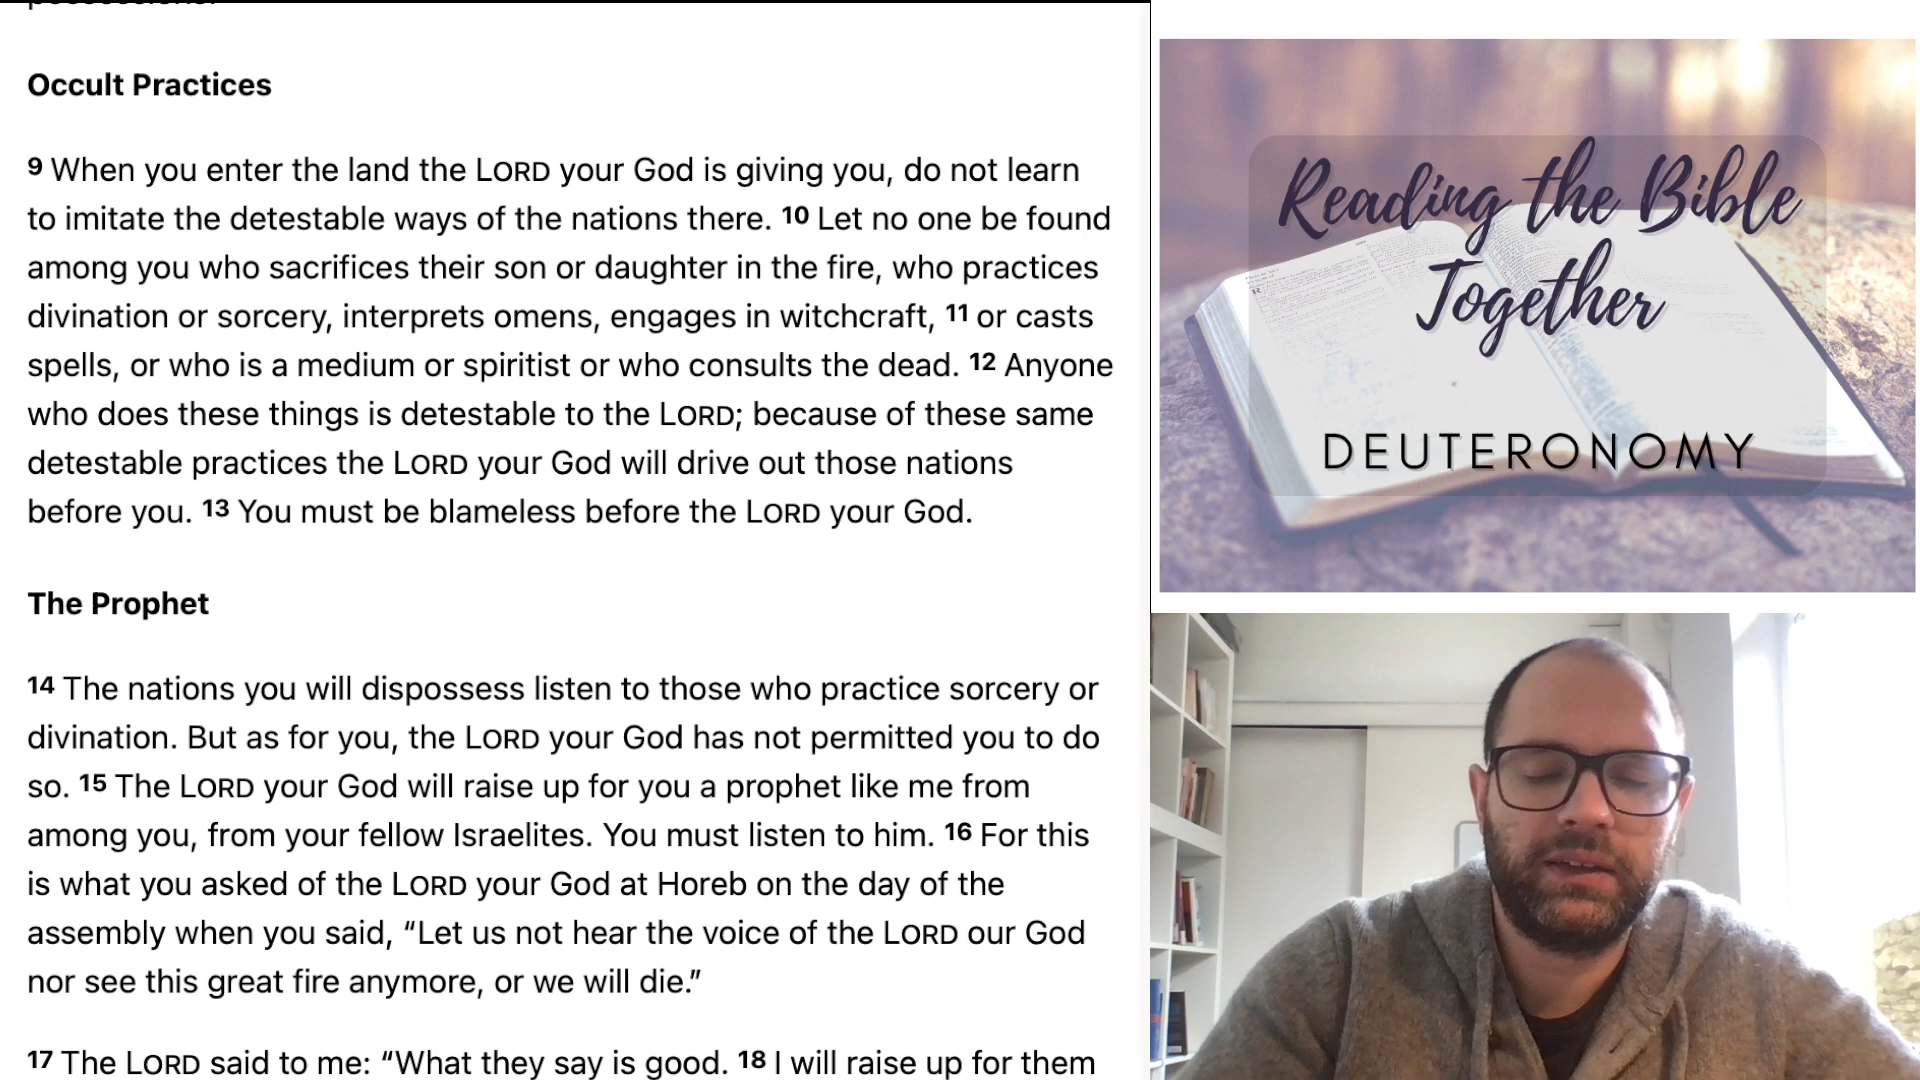 Occult Practices
9 When you enter the land the LORD your God is giving you, do not learn
to imitate the detestable ways of the nations there. 10 Let no one be found
among you who sacrifices their son or daughter in the fire, who practices
divination or sorcery, interprets omens, engages in witchcraft, 11 or casts
spells, or who is a medium or spiritist or who consults the dead. 12 Anyone
who does these things is detestable to the LORD; because of these same
detestable practices the LORD your God will drive out those nations
before you. 13 You must be blameless before the LORD your God.
The Prophet
14 The nations you will dispossess listen to those who practice sorcery or
divination. But as for you, the LORD your God has not permitted you to do
so. 15 The LORD your God will raise up for you a prophet like me from
among you, from your fellow Israelites. You must listen to him. 16 For this
is what you asked of the LORD your God at Horeb on the day of the
assembly when you said, “Let us not hear the voice of the LORD our God
nor see this great fire anymore, or we will die.”
17 The LORD said to me: “What they say is good. 18 I will raise up for them
Reading the Bible
Together
DEUTERONOMY